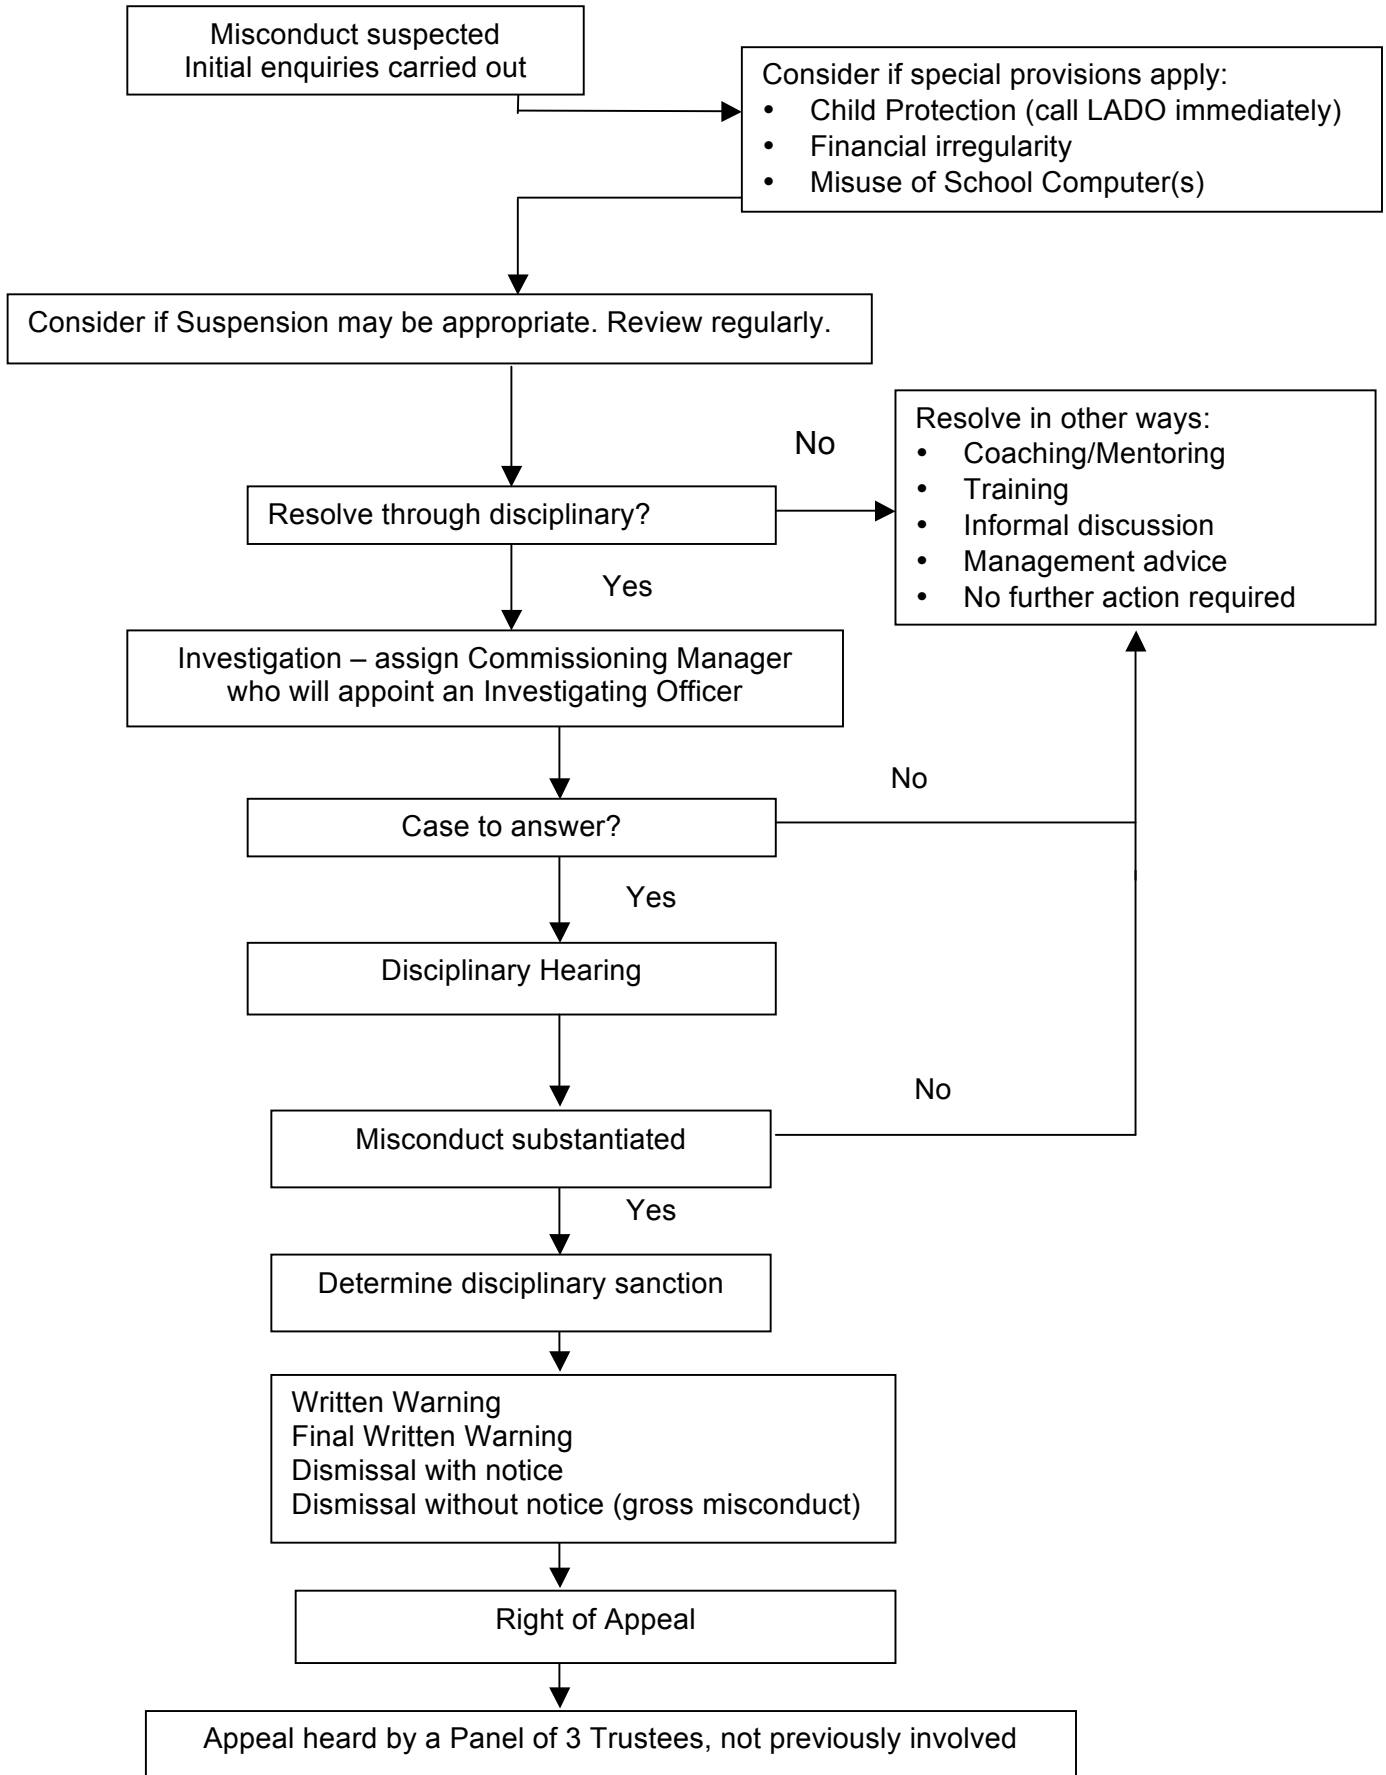 Misconduct suspected
Initial enquiries carried out
Consider if special provisions apply:
• Child Protection (call LADO immediately)
• Financial irregularity
• Misuse of School Computer(s)
Consider if Suspension may be appropriate. Review regularly.
Resolve through disciplinary?
No
Resolve in other ways:
• Coaching/Mentoring
• Training
• Informal discussion
• Management advice
• No further action required
Yes
Investigation – assign Commissioning Manager
who will appoint an Investigating Officer
Case to answer?
No
Yes
Disciplinary Hearing
Misconduct substantiated
No
Yes
Determine disciplinary sanction
Written Warning
Final Written Warning
Dismissal with notice
Dismissal without notice (gross misconduct)
Right of Appeal
Appeal heard by a Panel of 3 Trustees, not previously involved